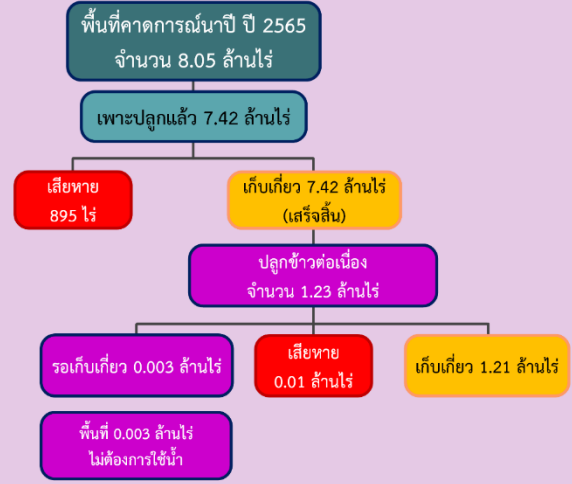 พื้นที่คาดการณ์นาปี ปี 2565
จำนวน 8.05 ล้านไร่
เพาะปลูกแล้ว 7.42 ล้านไร่
เสียหาย
895 ไร่
เก็บเกี่ยว 7.42 ล้านไร่
(เสร็จสิ้น)
ปลูกข้าวต่อเนื่อง
จำนวน 1.23 ล้านไร่
รอเก็บเกี่ยว 0.003 ล้านไร่
เสียหาย
0.01 ล้านไร่
เก็บเกี่ยว 1.21 ล้านไร่
พื้นที่ 0.003 ล้านไร่
ไม่ต้องการใช้น้ำ